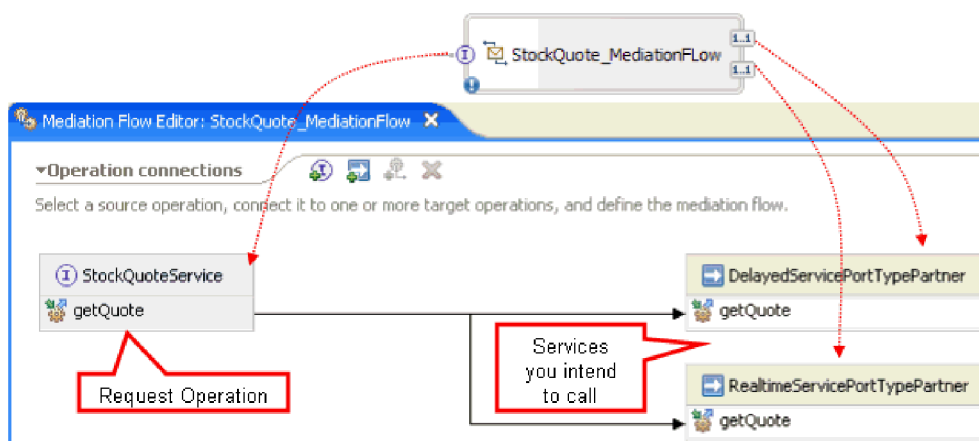 StockQuote_MediationFLow
1..1
1..1
Mediation Flow Editor: StockQuote_MediationFlow
Operation connections
Select a source operation, connect it to one or more target operations, and define the mediation flow.
StockQuoteService
getQuote
Request Operation
Services
you intend
to call
DelayedServicePortTypePartner
getQuote
RealtimeServicePortTypePartner
getQuote